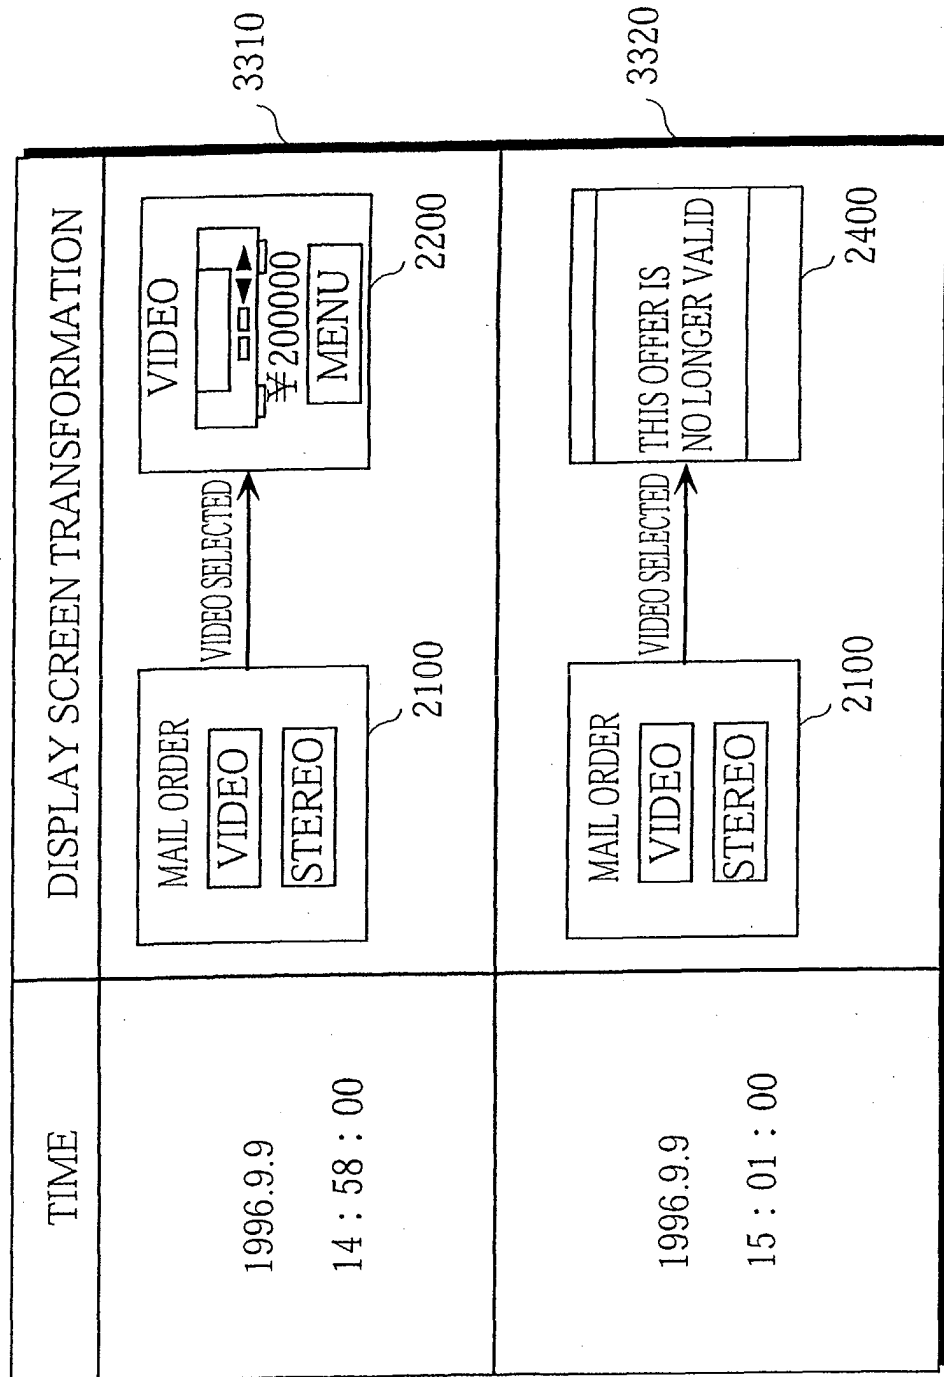 TIME
DISPLAY SCREEN TRANSFORMATION
1996.9.9
14 : 58 : 00
MAIL ORDER
VIDEO
STEREO
2100
VIDEO SELECTED
VIDEO
¥200000
MENU
2200
3310
1996.9.9
15 : 01 : 00
MAIL ORDER
VIDEO
STEREO
2100
VIDEO SELECTED
THIS OFFER IS
NO LONGER VALID
2400
3320